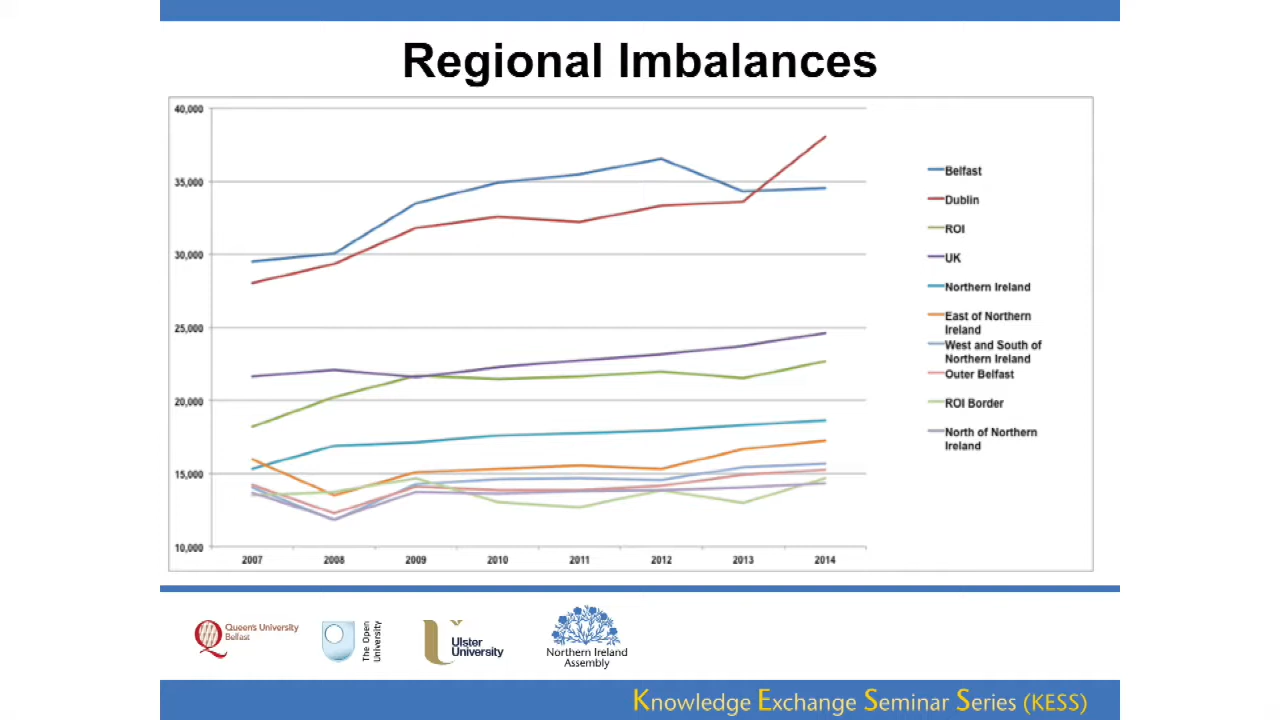 Regional Imbalances
40,000
35,000
30,000
25,000
20,000
15,000
10,000
2007 2008 2009 2010 2011 2012 2013 2014
Belfast
Dublin
ROI
UK
Northern Ireland
East of Northern
Ireland
West and South of
Northern Ireland
Outer Belfast
ROI Border
North of Northern
Ireland
Queen's University
Belfast
The Open
University
Ulster
University
Northern Ireland
Assembly
Knowledge Exchange Seminar Series (KESS)